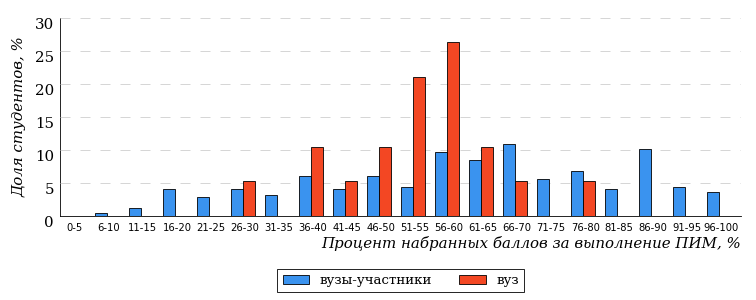 Доля студентов, %
30
25
20
15
10
5
0
0-5 6-10 11-15 16-20 21-25 26-30 31-35 36-40 41-45 46-50 51-55 56-60 61-65 66-70 71-75 76-80 81-85 86-90 91-95 96-100
Процент набранных баллов за выполнение ПИМ, %
вузы-участники вуз